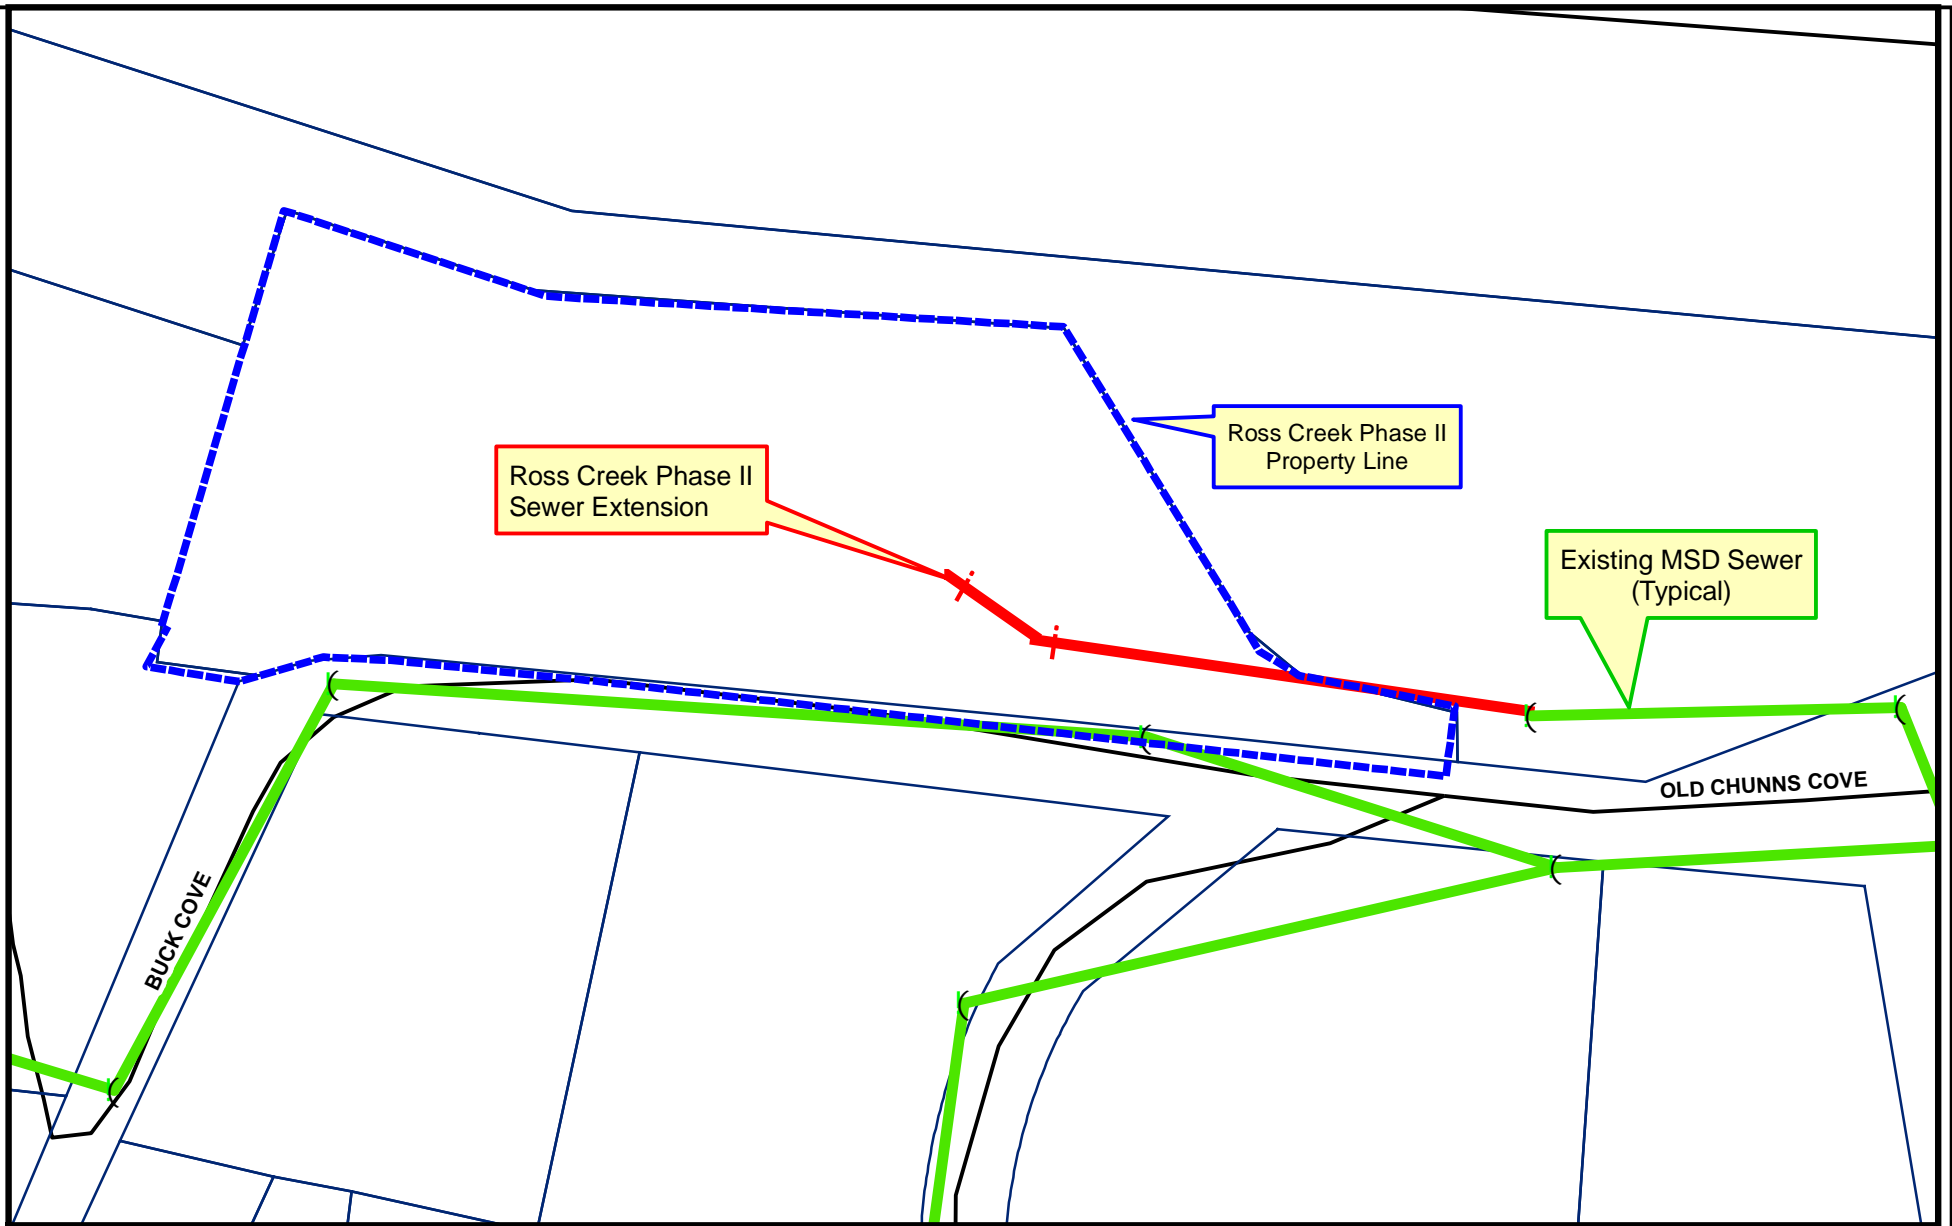 Ross Creek Phase II
Property Line
Ross Creek Phase II
Sewer Extension
Existing MSD Sewer
(Typical)
OLD CHUNNS COVE
BUCK COVE